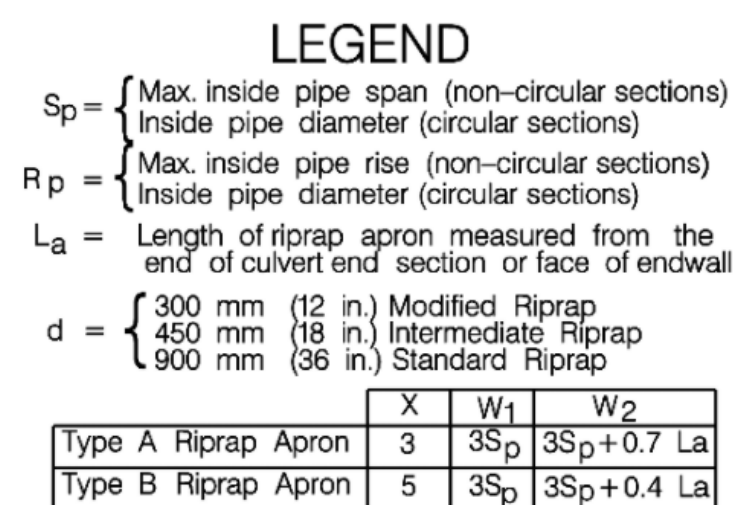 LEGEND
Sp = { Max. inside pipe span (non–circular sections)
Inside pipe diameter (circular sections)
Rp = { Max. inside pipe rise (non–circular sections)
Inside pipe diameter (circular sections)
La = Length of riprap apron measured from the
end of culvert end section or face of endwall
d = { 300 mm (12 in.) Modified Riprap
450 mm (18 in.) Intermediate Riprap
900 mm (36 in.) Standard Riprap
X W1 W2
Type A Riprap Apron 3 3Sp 3Sp+0.7 La
Type B Riprap Apron 5 3Sp 3Sp+0.4 La